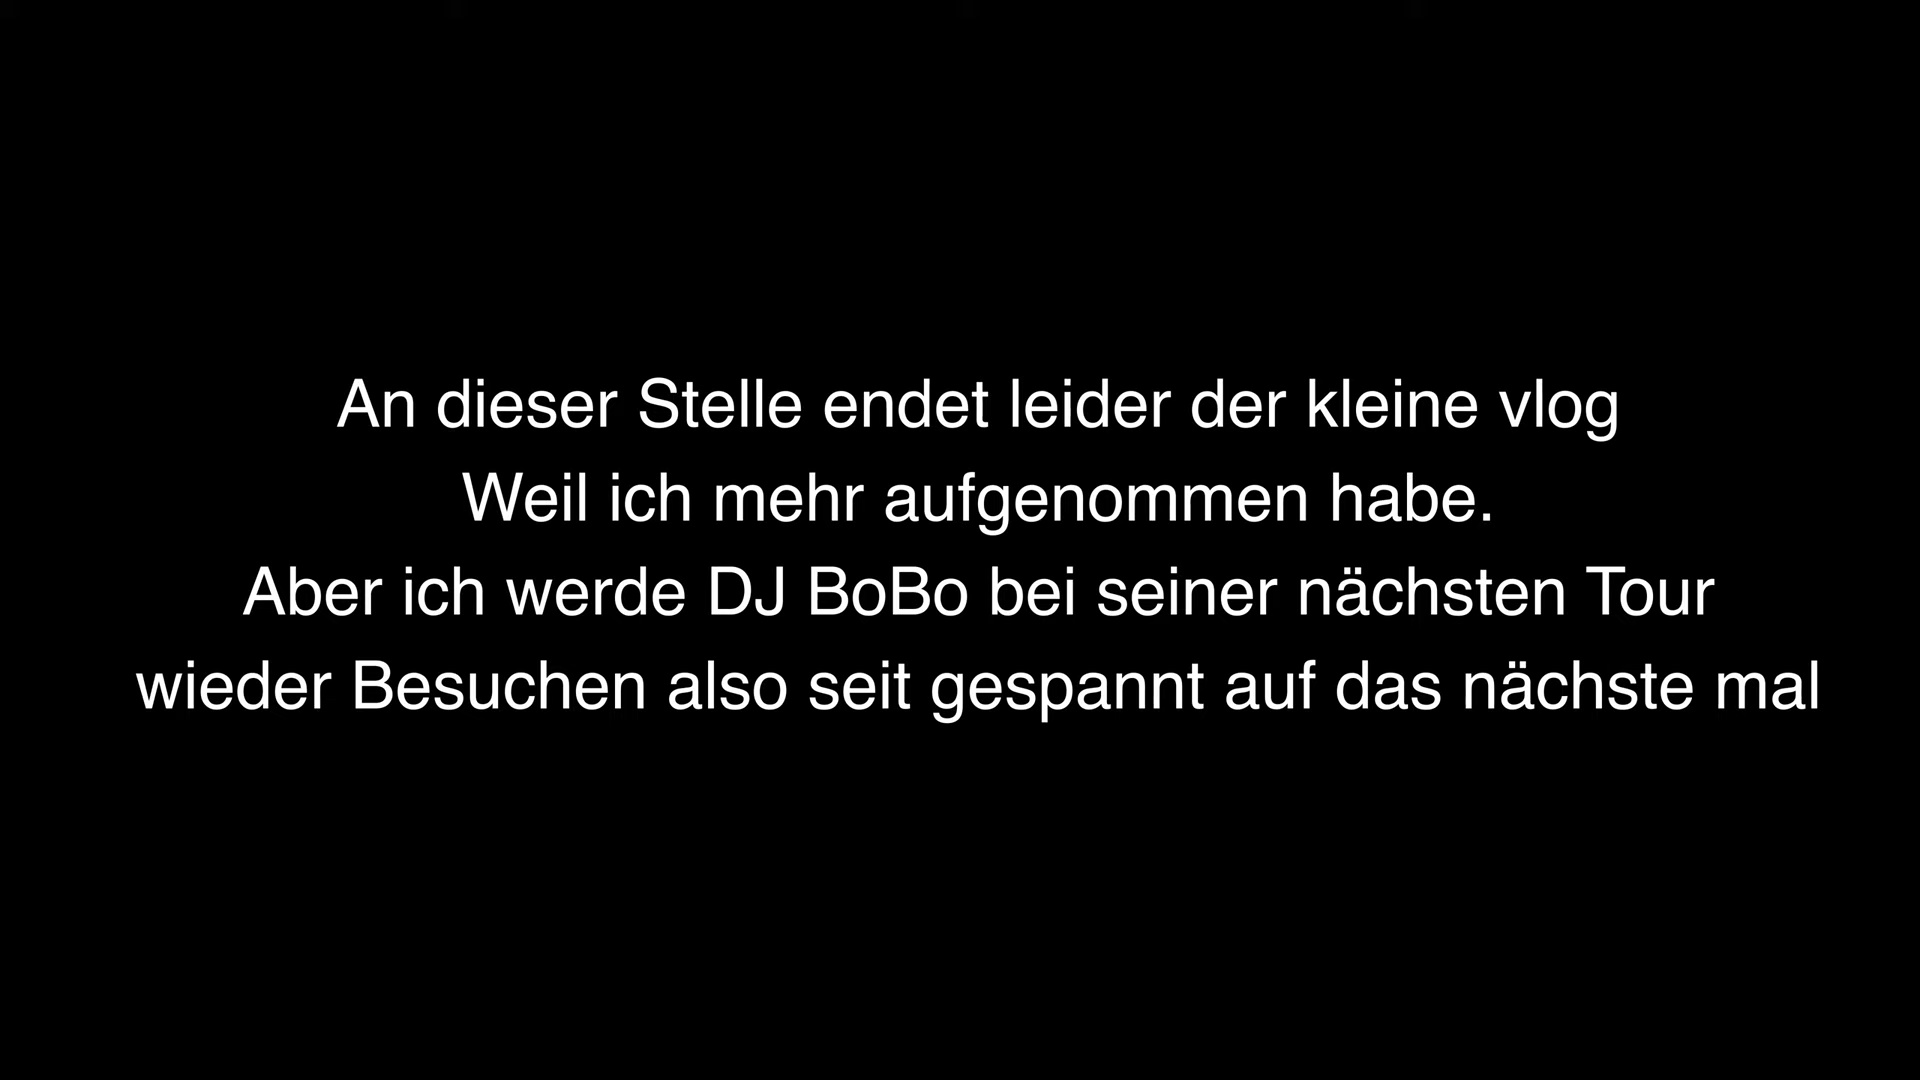 An dieser Stelle endet leider der kleine vlog
Weil ich mehr aufgenommen habe.
Aber ich werde DJ BoBo bei seiner nächsten Tour
wieder Besuchen also seit gespannt auf das nächste mal